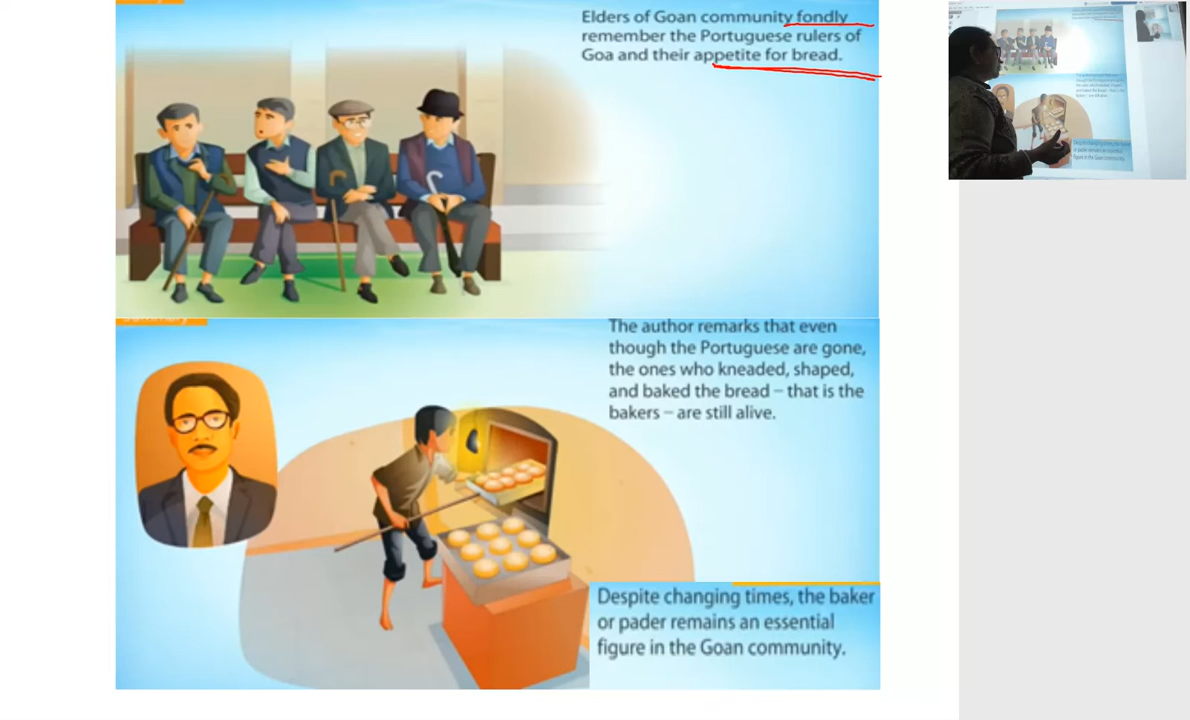 Elders of Goan community fondly
remember the Portuguese rulers of
Goa and their appetite for bread.
The author remarks that even
though the Portuguese are gone,
the ones who kneaded, shaped,
and baked the bread – that is the
bakers – are still alive.
Despite changing times, the baker
or pader remains an essential
figure in the Goan community.